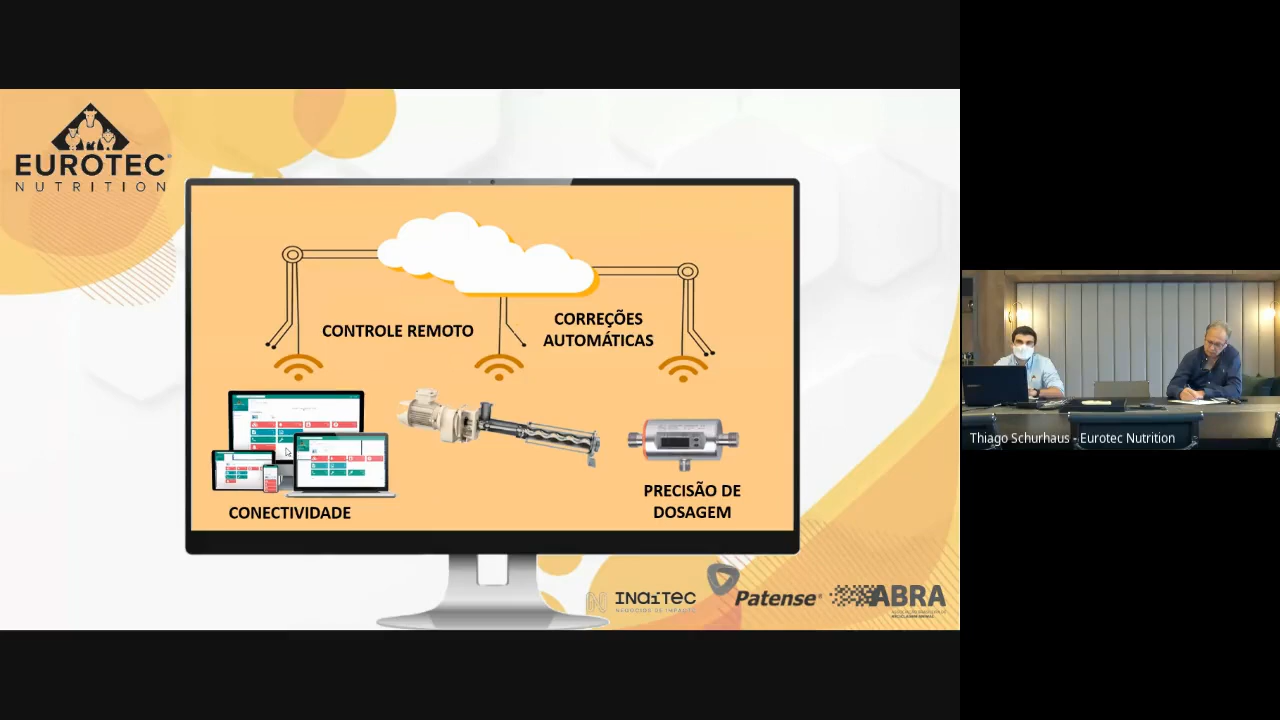 EUROTEC
NUTRITION
CONTROLE REMOTO
CORREÇÕES
AUTOMÁTICAS
CONECTIVIDADE
PRECISÃO DE
DOSAGEM
INDITEC
NEGÓCIOS DE IMPACTO
Patense
ABRA
Thiago Schurhaus - Eurotec Nutrition